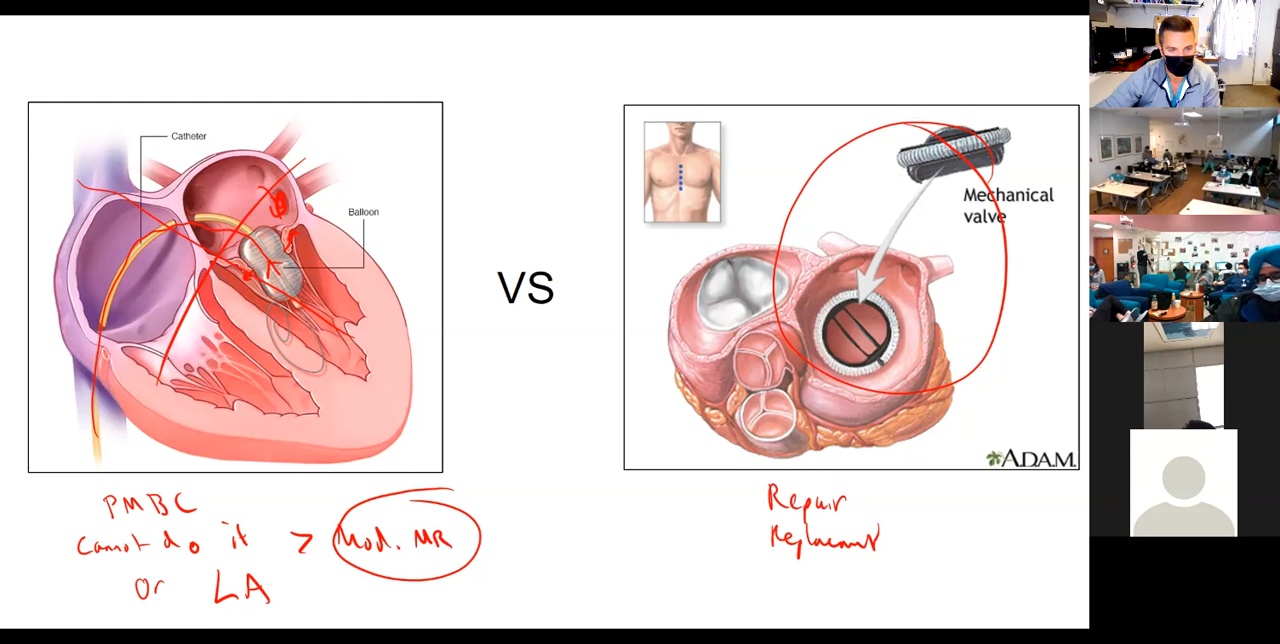 Catheter
Balloon
VS
Mechanical
valve
A.D.A.M.
PMBC
Cannot do it > Mod. MR
or LA
Repair
Replacement